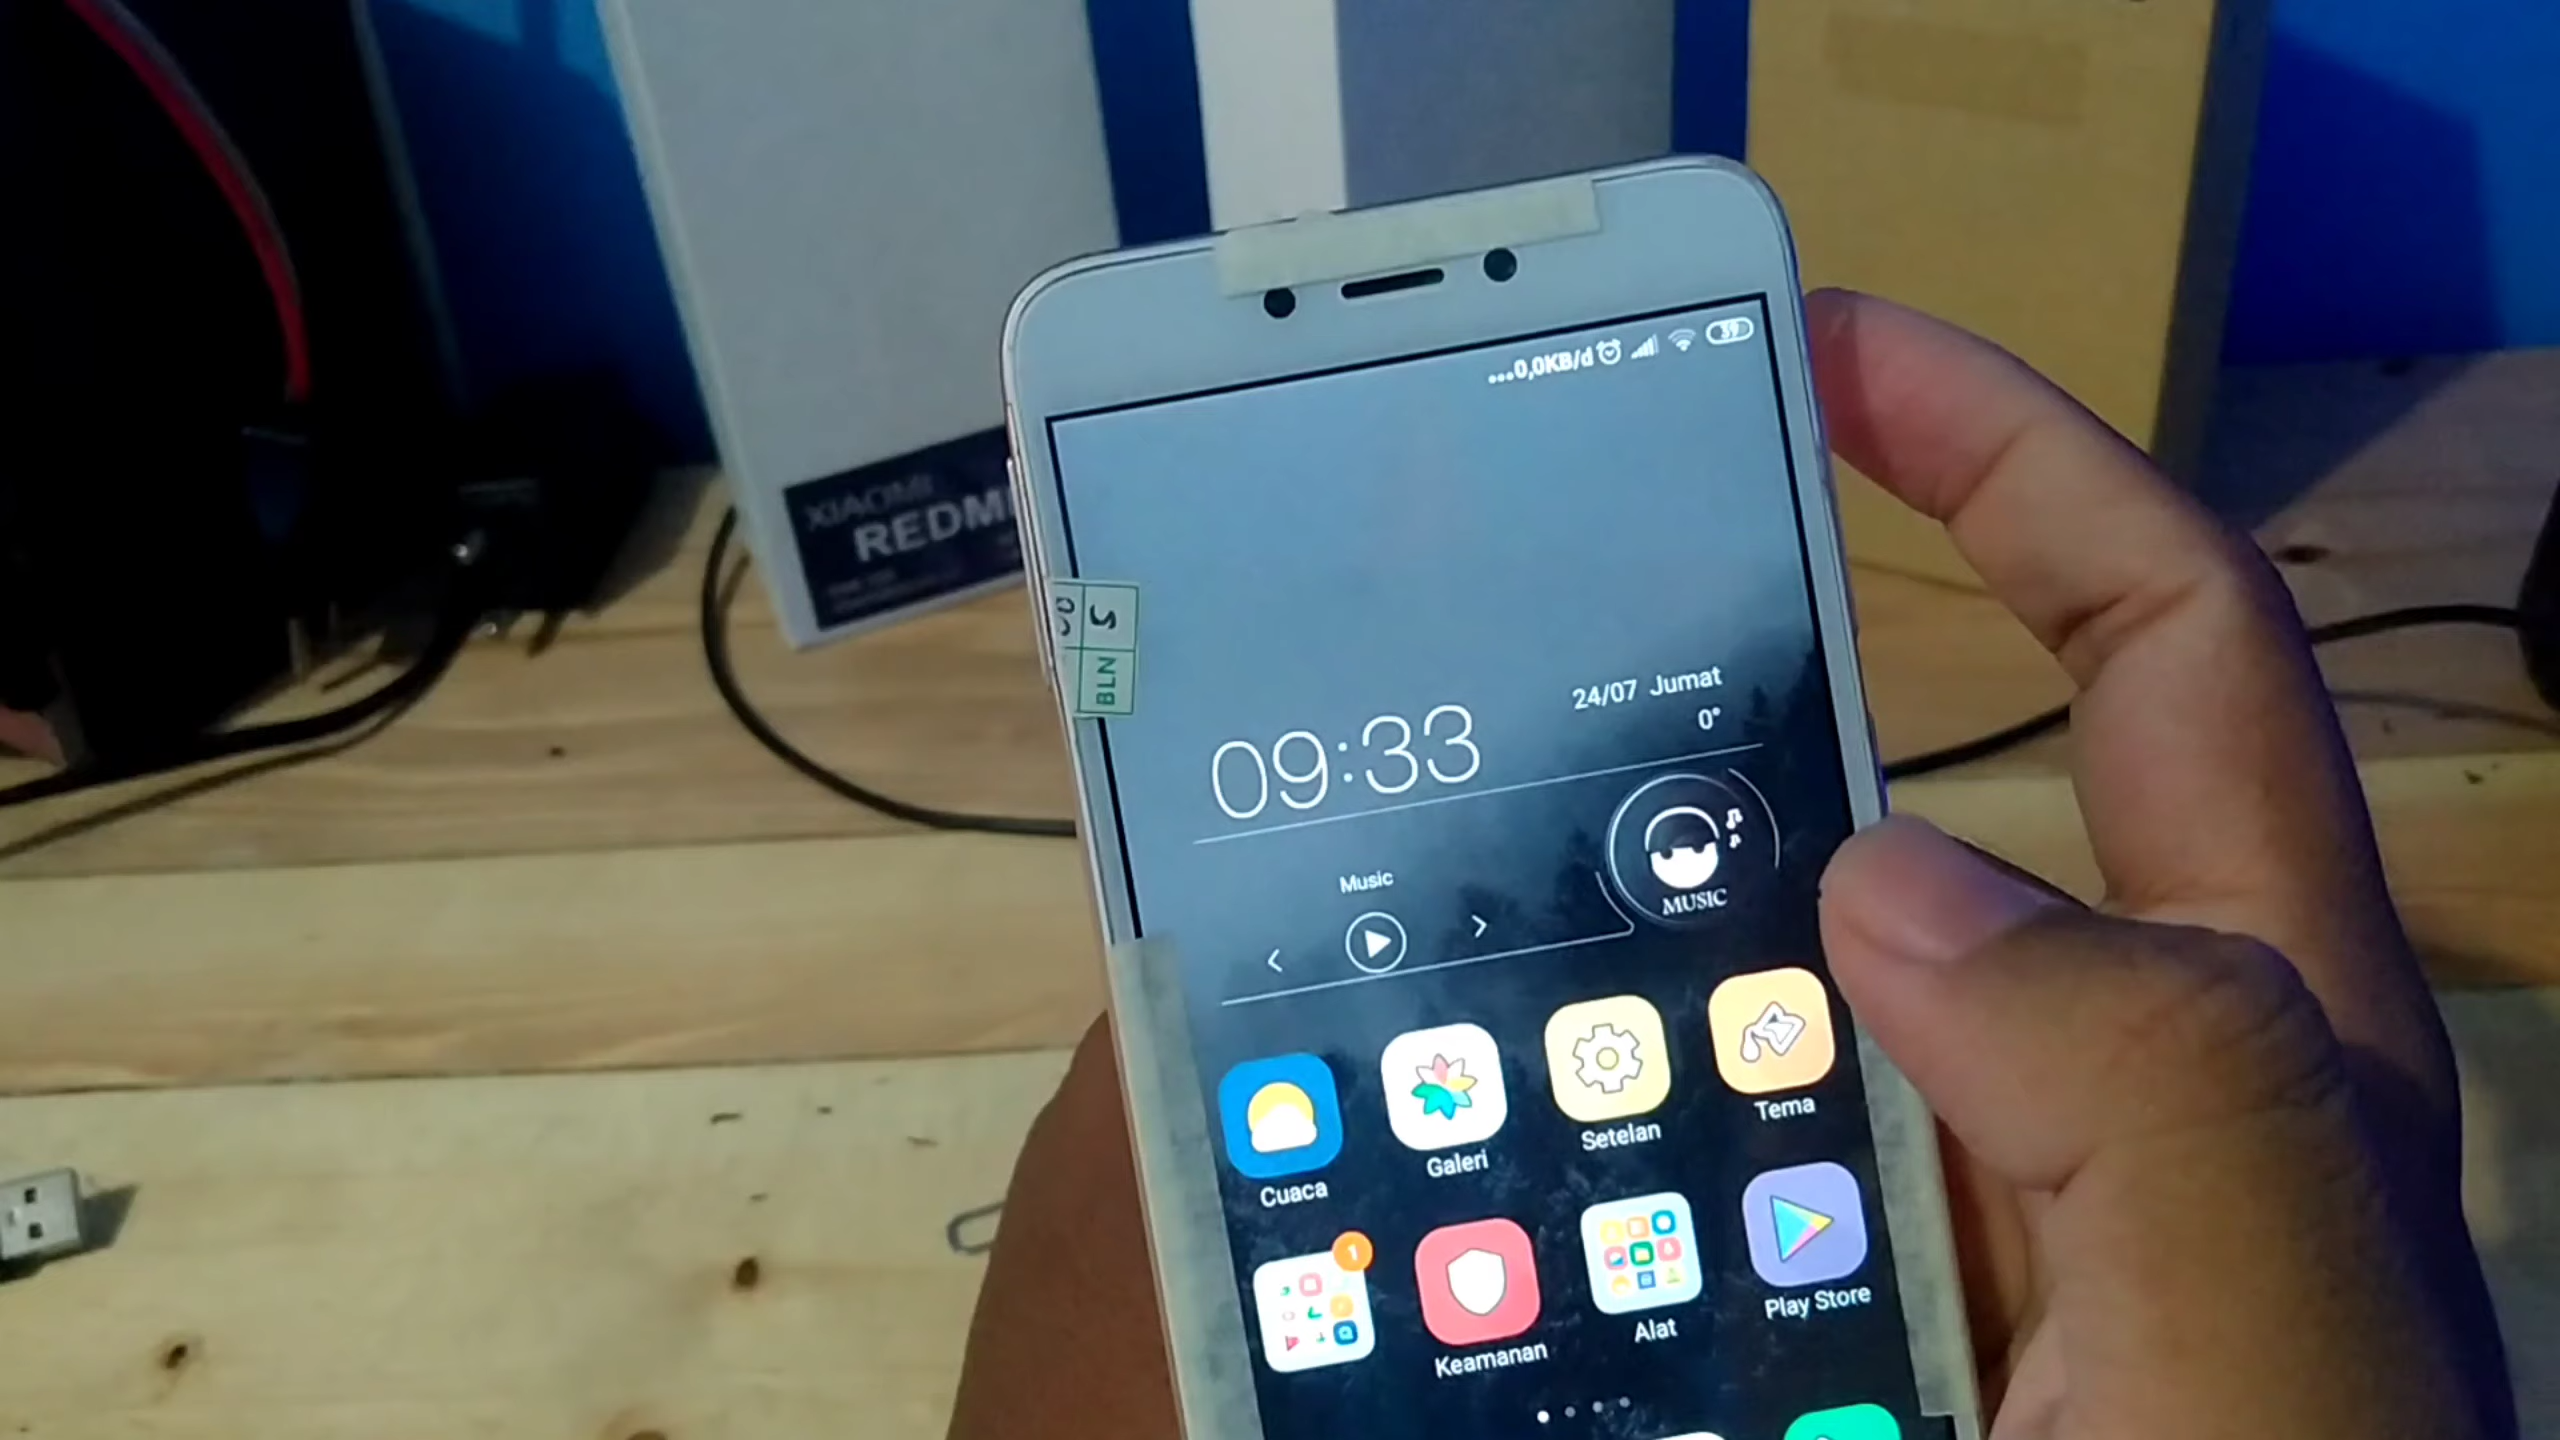 ...0,0KB/d
39
XIAOMI
REDMI
S
BLN
24/07 Jumat
0°
09:33
Music
MUSIC
Cuaca
Galeri
Setelan
Tema
1
Keamanan
Alat
Play Store